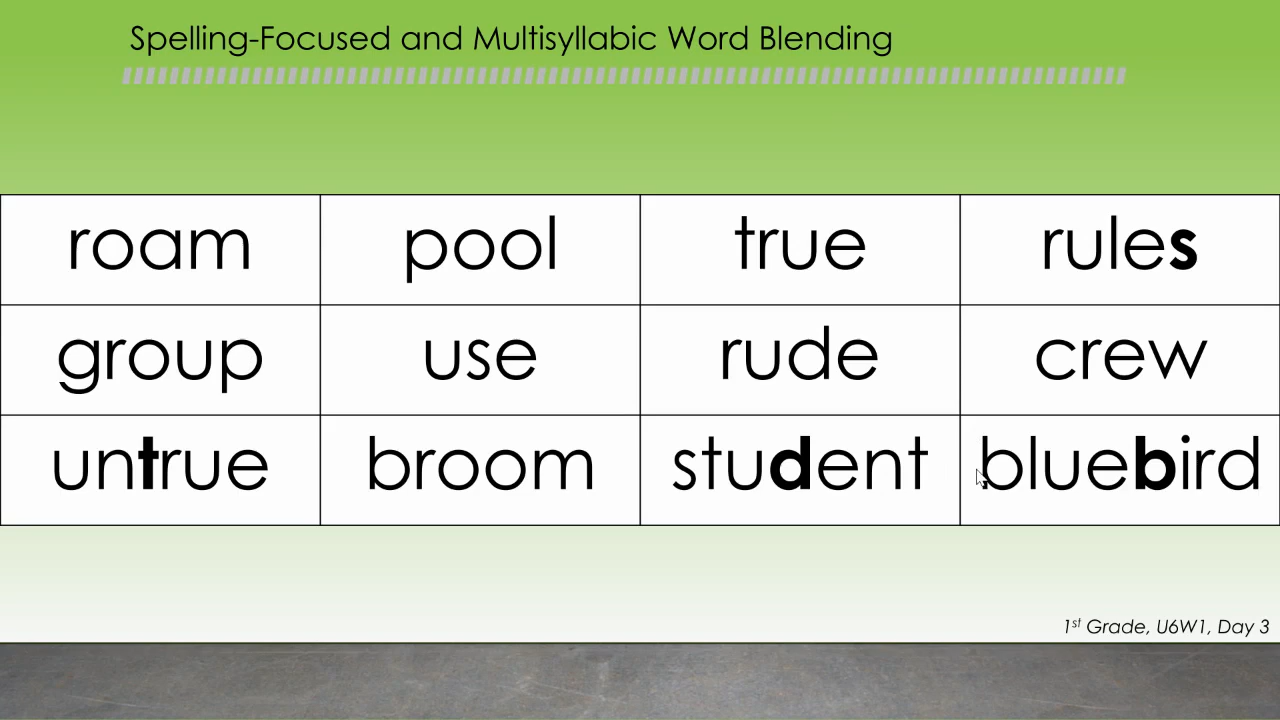 Spelling-Focused and Multisyllabic Word Blending
roam pool true rules
group use rude crew
untrue broom student bluebird
1st Grade, U6W1, Day 3